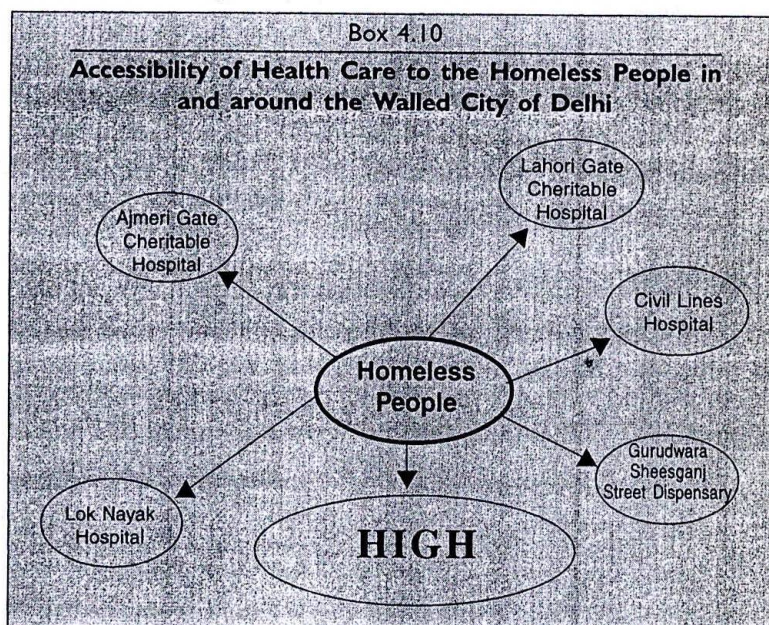 Box 4.10
Accessibility of Health Care to the Homeless People in
and around the Walled City of Delhi
Lahori Gate
Cheritable
Hospital
Ajmeri Gate
Cheritable
Hospital
Civil Lines
Hospital
Homeless
People
Gurudwara
Sheesganj
Street Dispensary
Lok Nayak
Hospital
HIGH